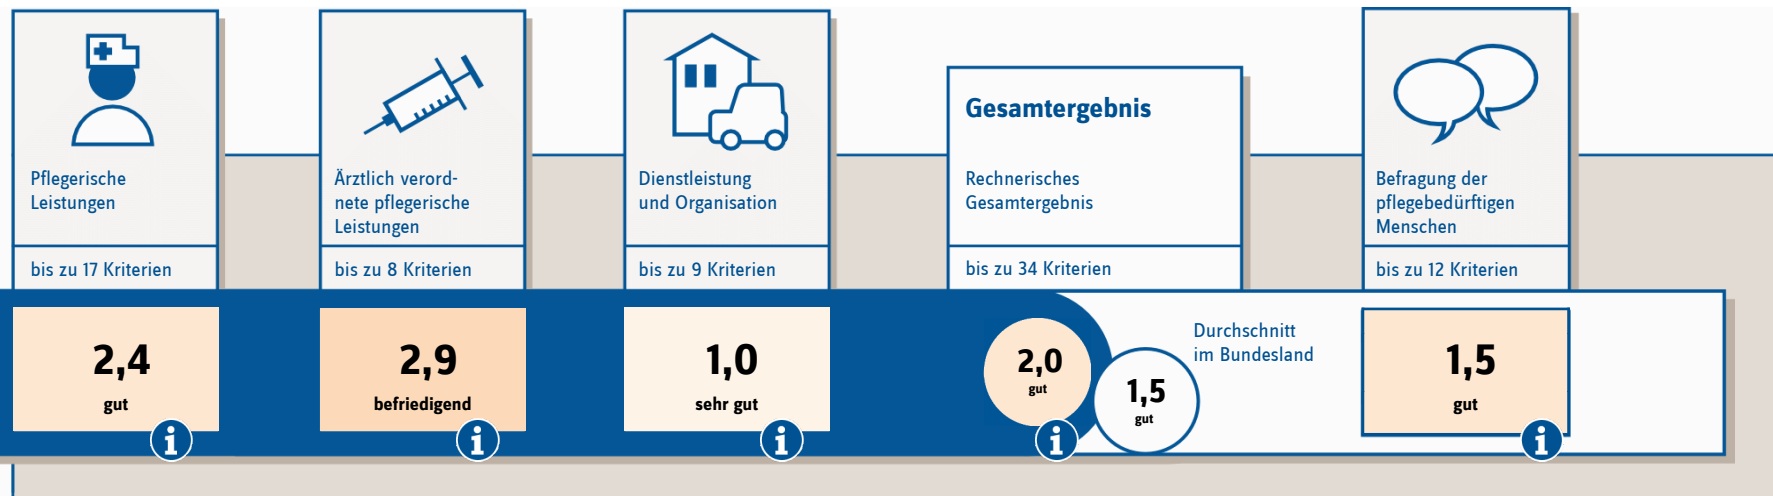 Pflegerische
Leistungen
bis zu 17 Kriterien
2,4
gut
i
Ärztlich verord-
nete pflegerische
Leistungen
bis zu 8 Kriterien
2,9
befriedigend
i
Dienstleistung
und Organisation
bis zu 9 Kriterien
1,0
sehr gut
i
Gesamtergebnis
Rechnerisches
Gesamtergebnis
bis zu 34 Kriterien
2,0
gut
i
1,5
gut
Durchschnitt
im Bundesland
Befragung der
pflegebedürftigen
Menschen
bis zu 12 Kriterien
1,5
gut
i